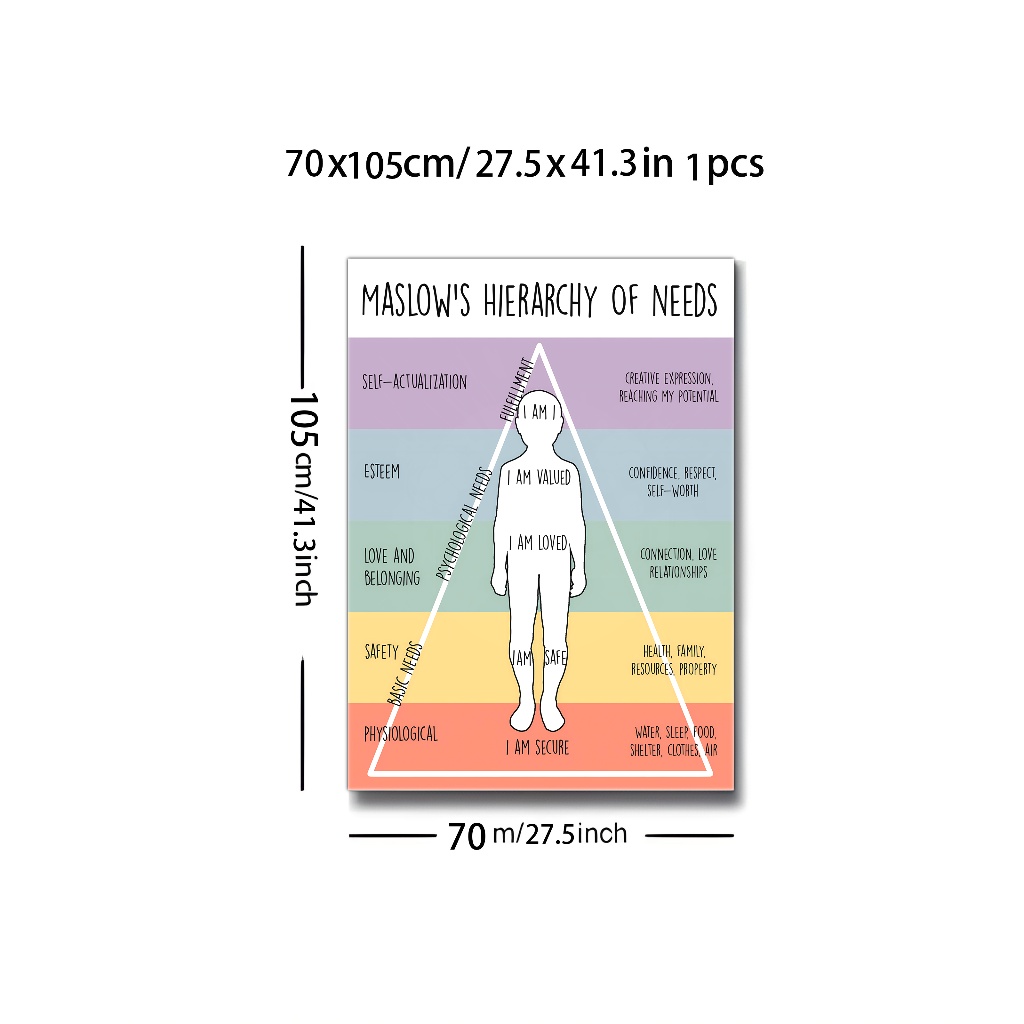 70x105cm/ 27.5x41.3in 1pcs
105cm/41.3inch
MASLOW'S HIERARCHY OF NEEDS
SELF-ACTUALIZATION
FULFILLMENT
I AM I
CREATIVE EXPRESSION,
REACHING MY POTENTIAL
ESTEEM
I AM VALUED
CONFIDENCE, RESPECT,
SELF-WORTH
PSYCHOLOGICAL NEEDS
LOVE AND
BELONGING
I AM LOVED
CONNECTION, LOVE
RELATIONSHIPS
SAFETY
BASIC NEEDS
I AM SAFE
HEALTH, FAMILY,
RESOURCES, PROPERTY
PHYSIOLOGICAL
I AM SECURE
WATER, SLEEP, FOOD,
SHELTER, CLOTHES, AIR
70 m/27.5inch